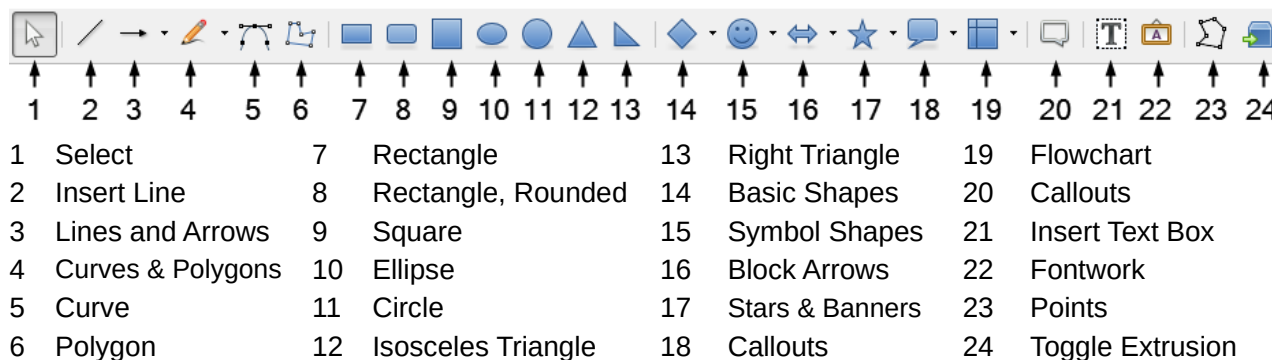 T A
1 2 3 4 5 6 7 8 9 10 11 12 13 14 15 16 17 18 19 20 21 22 23 24
1 Select 7 Rectangle 13 Right Triangle 19 Flowchart
2 Insert Line 8 Rectangle, Rounded 14 Basic Shapes 20 Callouts
3 Lines and Arrows 9 Square 15 Symbol Shapes 21 Insert Text Box
4 Curves & Polygons 10 Ellipse 16 Block Arrows 22 Fontwork
5 Curve 11 Circle 17 Stars & Banners 23 Points
6 Polygon 12 Isosceles Triangle 18 Callouts 24 Toggle Extrusion